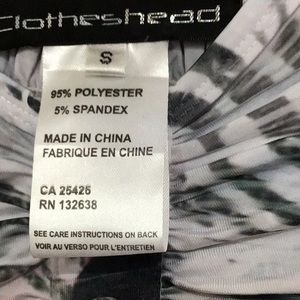 Clotheshead
S
95% POLYESTER
5% SPANDEX
MADE IN CHINA
FABRIQUE EN CHINE
CA 25425
RN 132638
SEE CARE INSTRUCTIONS ON BACK
VOIR AU VERSO POUR L'ENTRETIEN